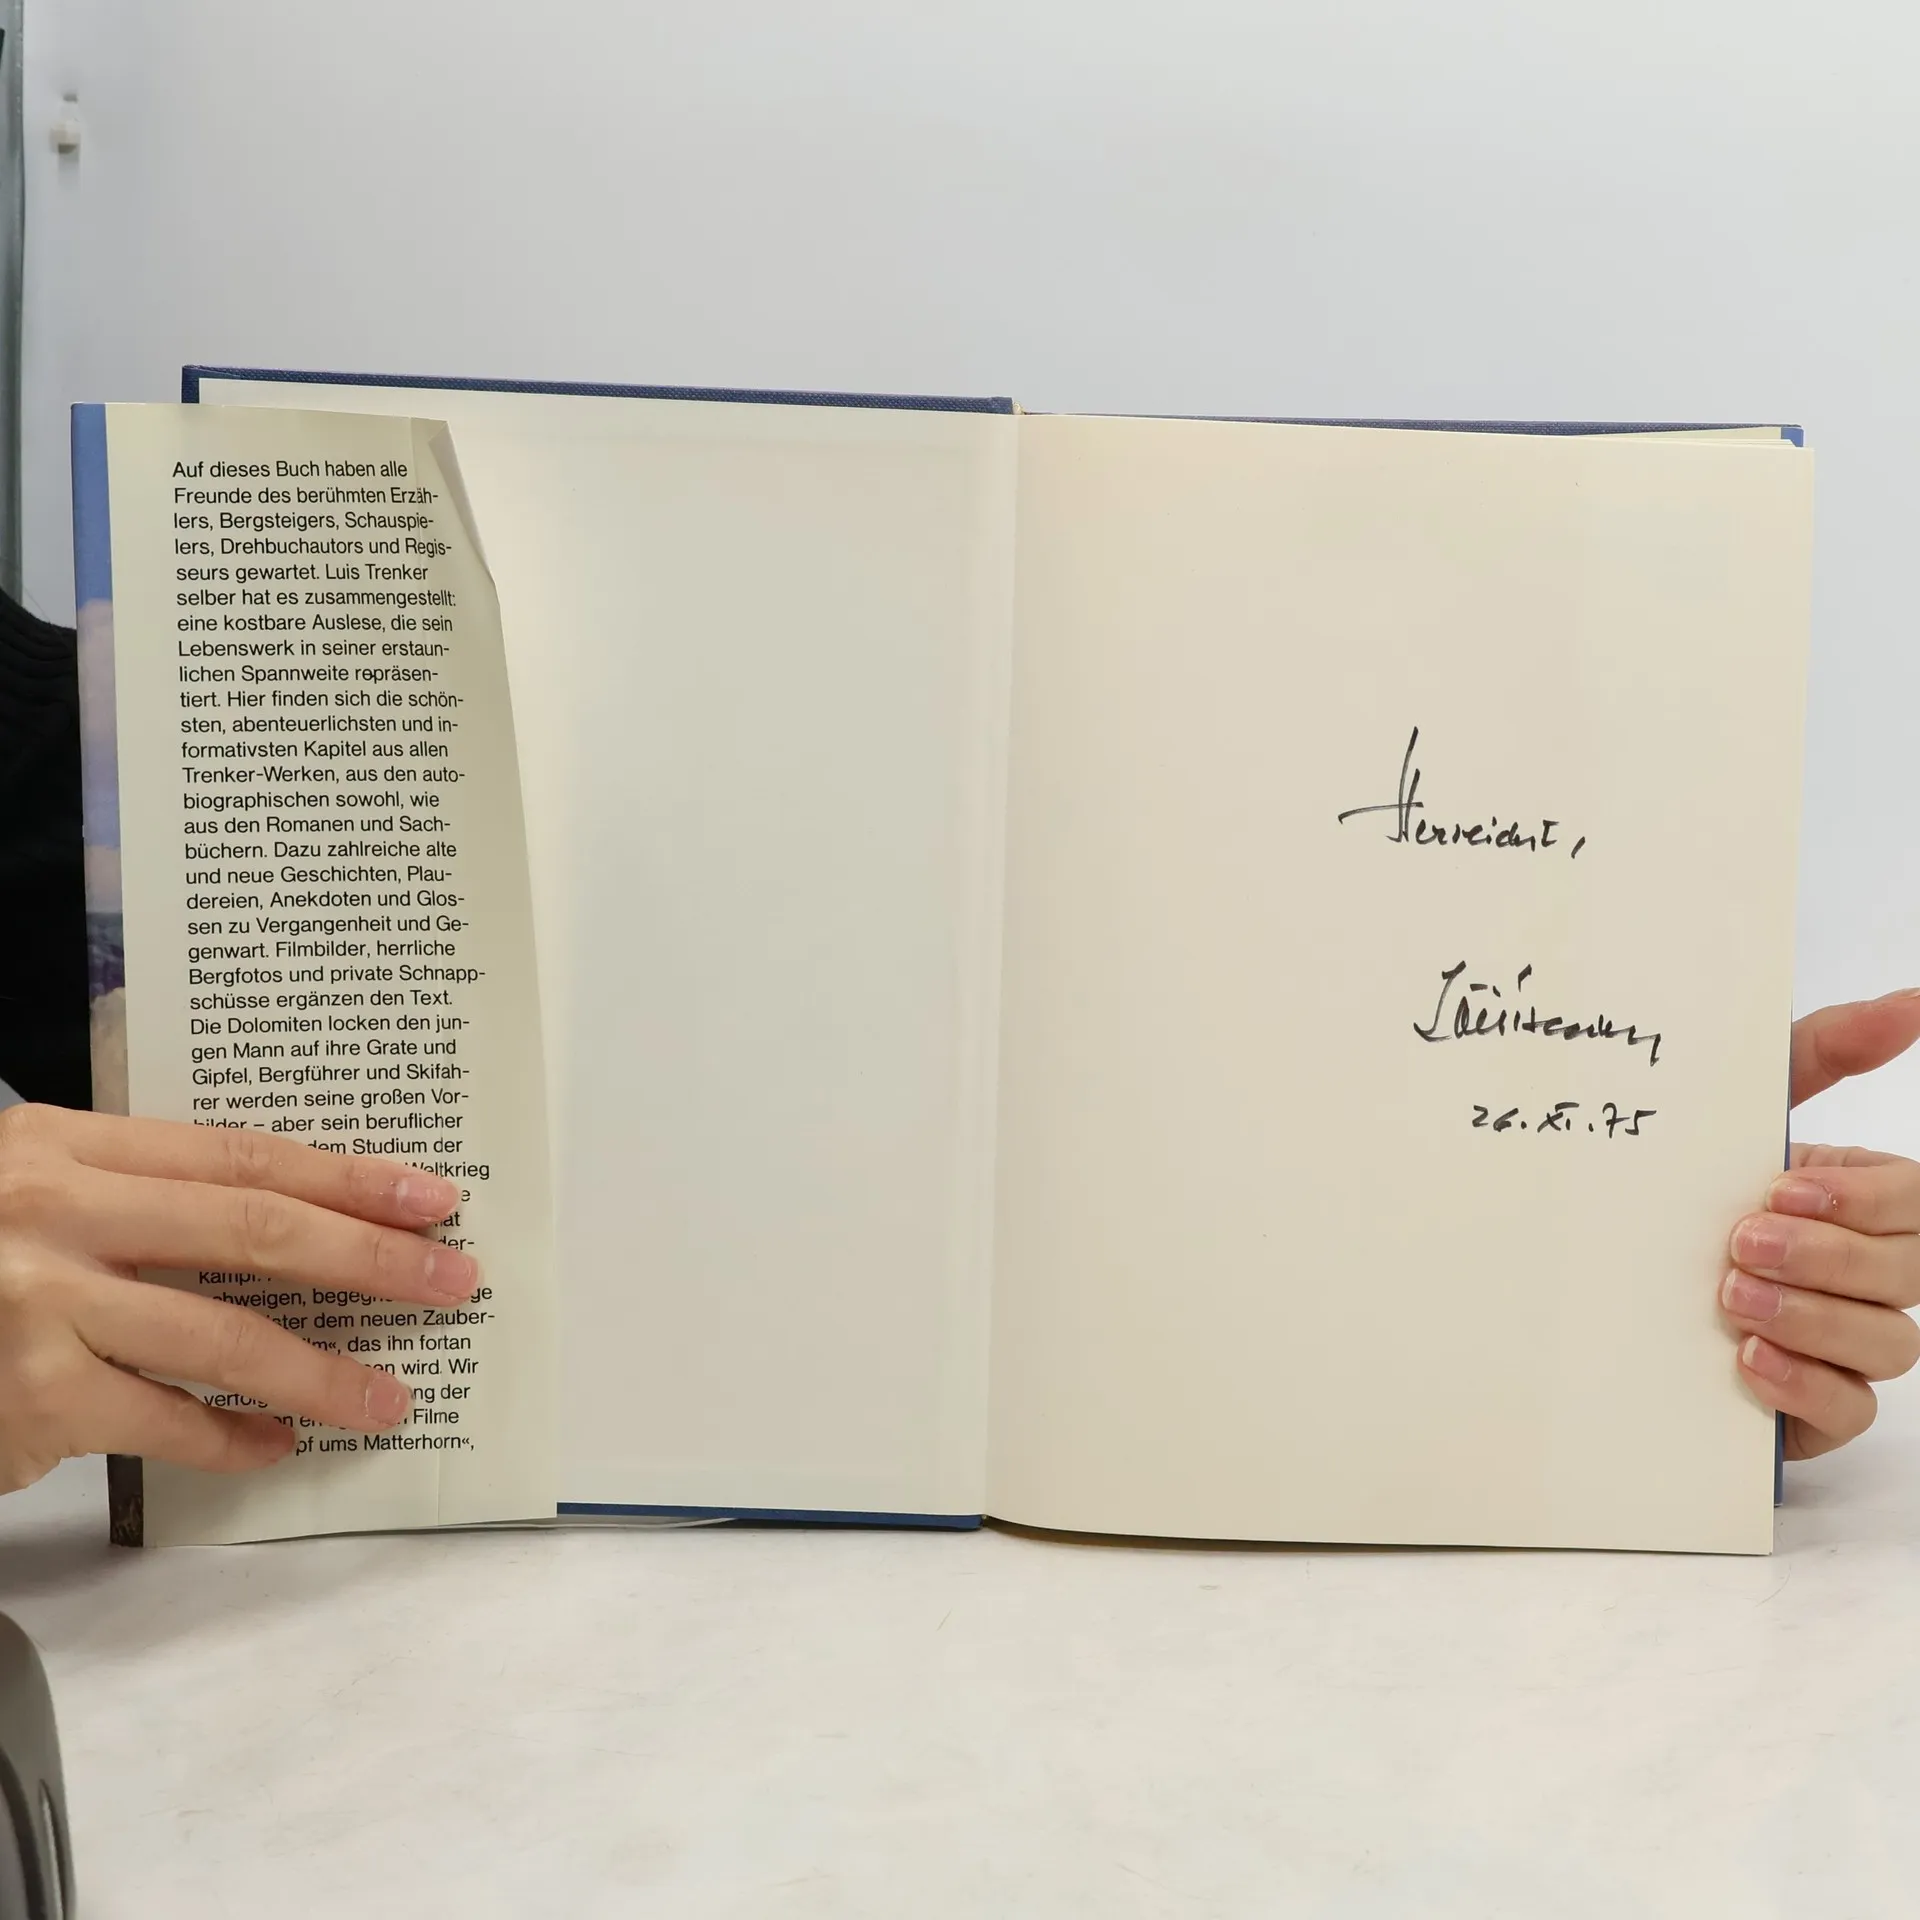 Auf dieses Buch haben alle
Freunde des berühmten Erzäh-
lers, Bergsteigers, Schauspie-
lers, Drehbuchautors und Regis-
seurs gewartet. Luis Trenker
selber hat es zusammengestellt:
eine kostbare Auslese, die sein
Lebenswerk in seiner erstaun-
lichen Spannweite repräsen-
tiert. Hier finden sich die schön-
sten, abenteuerlichsten und in-
formativsten Kapitel aus allen
Trenker-Werken, aus den auto-
biographischen sowohl, wie
aus den Romanen und Sach-
büchern. Dazu zahlreiche alte
und neue Geschichten, Plau-
dereien, Anekdoten und Glos-
sen zu Vergangenheit und Ge-
genwart. Filmbilder, herrliche
Bergfotos und private Schnapp-
schüsse ergänzen den Text.
Die Dolomiten locken den jun-
gen Mann auf ihre Grate und
Gipfel, Bergführer und Skifah-
rer werden seine großen Vor-
bilder – aber sein beruflicher
dem Studium der
Weltkrieg
dem neuen Zauber-
das ihn fortan
wird. Wir
der
Filme
ums Matterhorn«,
26. XI. 75